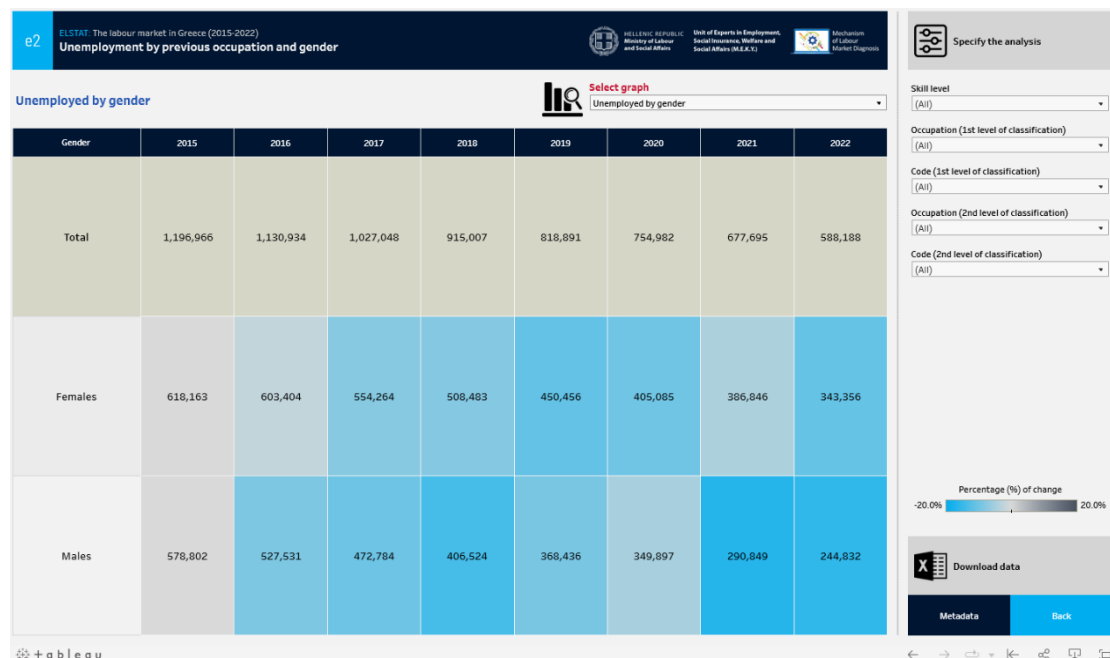 e2
ELSTAT: The labour market in Greece (2015-2022)
Unemployment by previous occupation and gender
HELLENIC REPUBLIC
Ministry of Labour
and Social Affairs
Unit of Experts in Employment,
Social Insurance, Welfare and
Social Affairs (M.E.K.Y.)
Mechanism
of Labour
Market Diagnosis
Unemployed by gender
Select graph
Unemployed by gender
Gender 2015 2016 2017 2018 2019 2020 2021 2022
Total 1,196,966 1,130,934 1,027,048 915,007 818,891 754,982 677,695 588,188
Females 618,163 603,404 554,264 508,483 450,456 405,085 386,846 343,356
Males 578,802 527,531 472,784 406,524 368,436 349,897 290,849 244,832
Specify the analysis
Skill level
(All)
Occupation (1st level of classification)
(All)
Code (1st level of classification)
(All)
Occupation (2nd level of classification)
(All)
Code (2nd level of classification)
(All)
Percentage (%) of change
-20.0% 20.0%
X
Download data
Metadata Back
+ableau